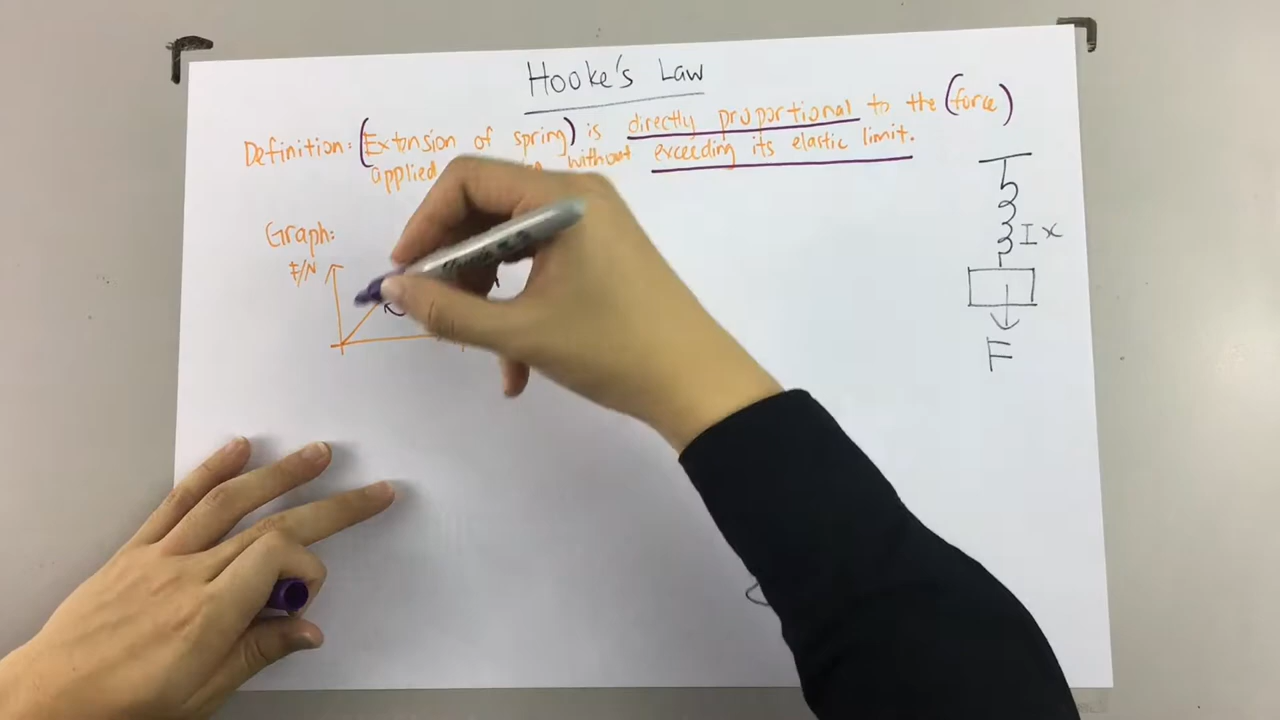 Hooke's Law
Definition: (Extension of spring) is directly proportional to the (force)
applied without exceeding its elastic limit.
Graph:
F/N
x
F